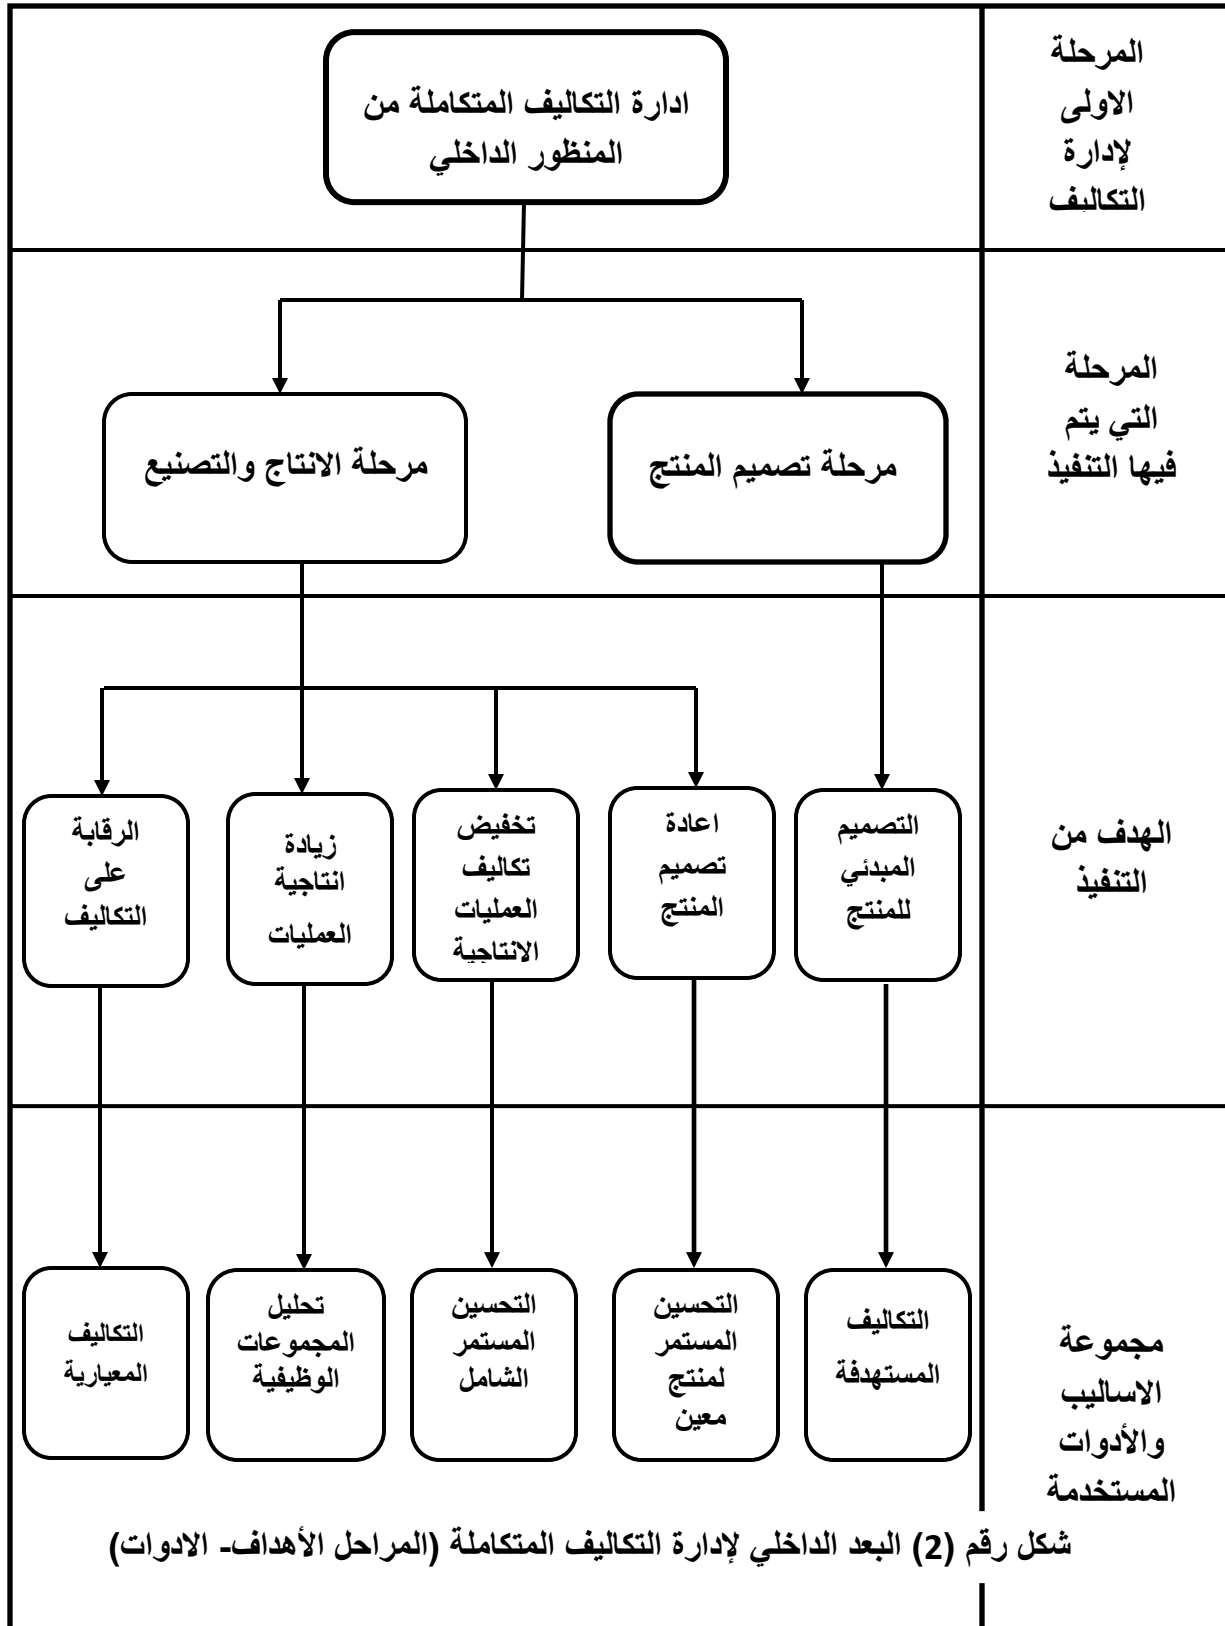 المرحلة
الاولى
لإدارة
التكاليف
ادارة التكاليف المتكاملة من
المنظور الداخلي
المرحلة
التي يتم
فيها التنفيذ
مرحلة تصميم المنتج
مرحلة الانتاج والتصنيع
الهدف من
التنفيذ
التصميم
المبدئي
للمنتج
اعادة
تصميم
المنتج
تخفيض
تكاليف
العمليات
الانتاجية
زيادة
انتاجية
العمليات
الرقابة
على
التكاليف
مجموعة
الاساليب
والأدوات
المستخدمة
التكاليف
المستهدفة
التحسين
المستمر
لمنتج
معين
التحسين
المستمر
الشامل
تحليل
المجموعات
الوظيفية
التكاليف
المعيارية
شكل رقم (2) البعد الداخلي لإدارة التكاليف المتكاملة (المراحل الأهداف- الادوات)